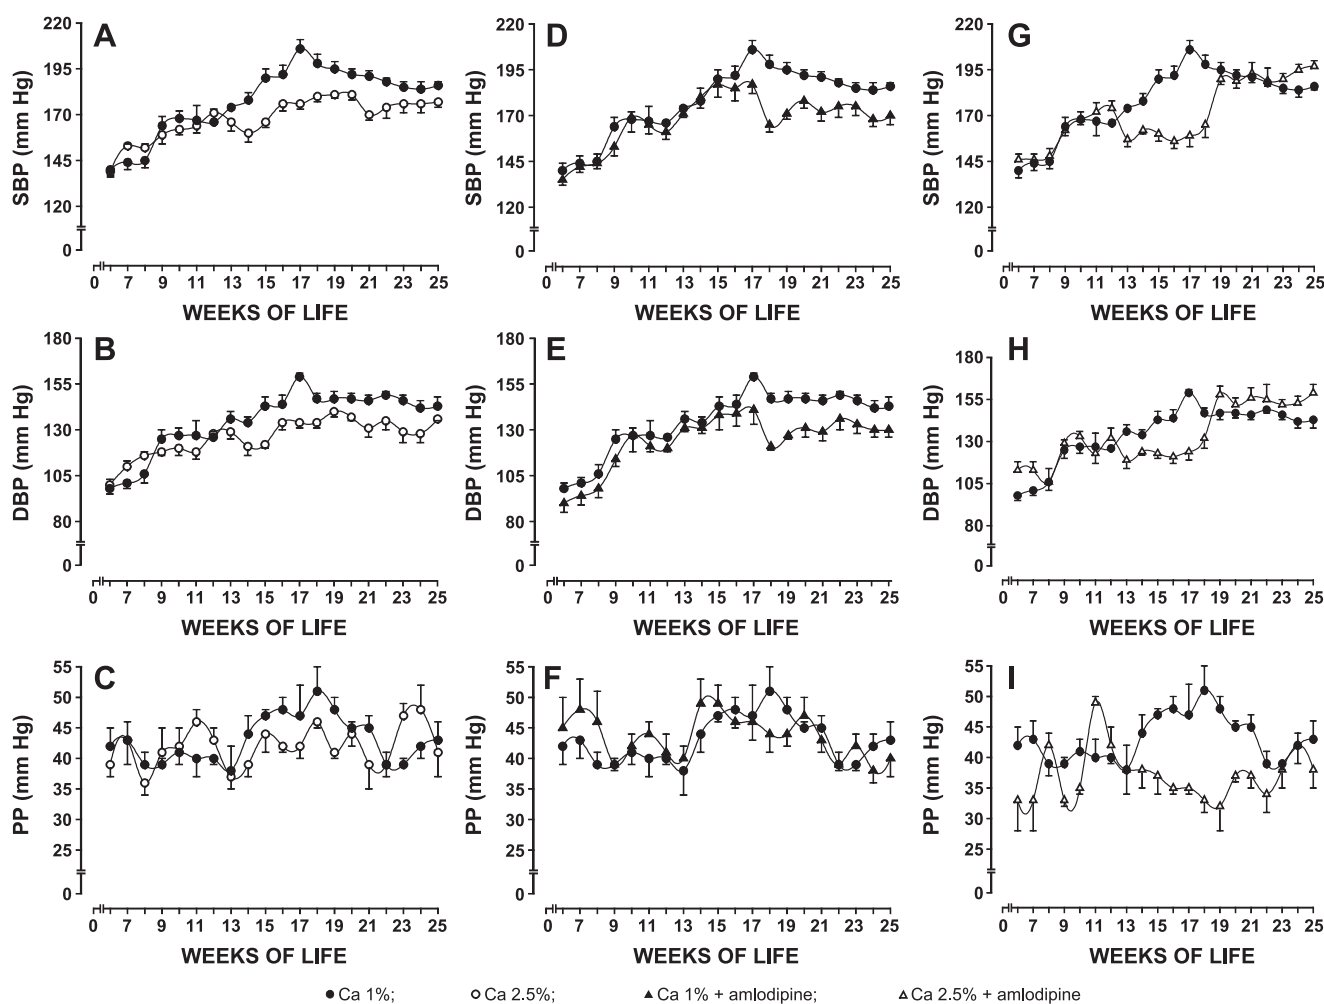 A
SBP (mm Hg)
220
195
170
145
120
0
0 7 9 11 13 15 17 19 21 23 25
WEEKS OF LIFE
D
SBP (mm Hg)
220
195
170
145
120
0
0 7 9 11 13 15 17 19 21 23 25
WEEKS OF LIFE
G
SBP (mm Hg)
220
195
170
145
120
0
0 7 9 11 13 15 17 19 21 23 25
WEEKS OF LIFE
B
DBP (mm Hg)
180
155
130
105
80
0
0 7 9 11 13 15 17 19 21 23 25
WEEKS OF LIFE
E
DBP (mm Hg)
180
155
130
105
80
0
0 7 9 11 13 15 17 19 21 23 25
WEEKS OF LIFE
H
DBP (mm Hg)
180
155
130
105
80
0
0 7 9 11 13 15 17 19 21 23 25
WEEKS OF LIFE
C
PP (mm Hg)
55
50
45
40
35
30
25
0
0 7 9 11 13 15 17 19 21 23 25
WEEKS OF LIFE
F
PP (mm Hg)
55
50
45
40
35
30
25
0
0 7 9 11 13 15 17 19 21 23 25
WEEKS OF LIFE
I
PP (mm Hg)
55
50
45
40
35
30
25
0
0 7 9 11 13 15 17 19 21 23 25
WEEKS OF LIFE
Ca 1%; Ca 2.5%; Ca 1% + amlodipine; Ca 2.5% + amlodipine